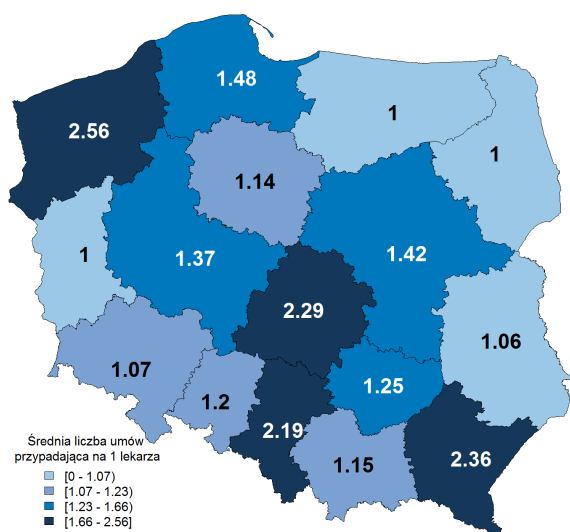 1.48
2.56
1
1
1.14
1.42
1.37
1
2.29
1.06
1.07
1.25
1.2
2.19
1.15
2.36
Średnia liczba umów
przypadająca na 1 lekarza
[0 - 1.07)
[1.07 - 1.23)
[1.23 - 1.66)
[1.66 - 2.56]